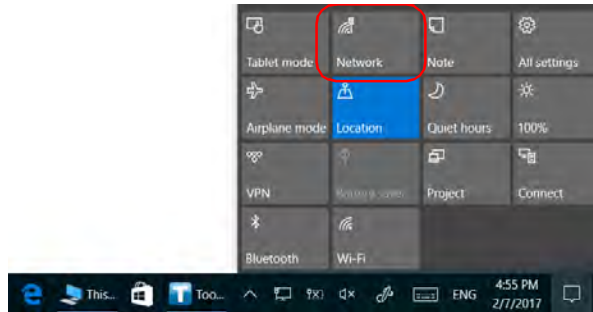 Tablet mode Network Note All settings
Airplane mode Location Quiet hours 100%
VPN Battery saver Project Connect
Bluetooth Wi-Fi
This... Too... ENG 4:55 PM
2/7/2017